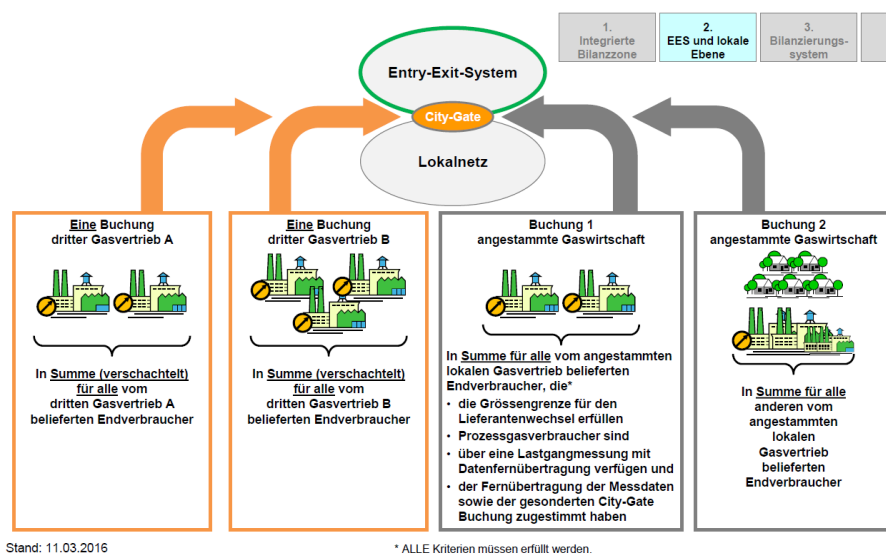 1.
Integrierte
Bilanzzone
2.
EES und lokale
Ebene
3.
Bilanzierungs-
system
Entry-Exit-System
City-Gate
Lokalnetz
Eine Buchung
dritter Gasvertrieb A
In Summe (verschachtelt)
für alle vom
dritten Gasvertrieb A
belieferten Endverbraucher
Eine Buchung
dritter Gasvertrieb B
In Summe (verschachtelt)
für alle vom
dritten Gasvertrieb B
belieferten Endverbraucher
Buchung 1
angestammte Gaswirtschaft
In Summe für alle vom angestammten
lokalen Gasvertrieb belieferten
Endverbraucher, die*
• die Grössengrenze für den
Lieferantenwechsel erfüllen
• Prozessgasverbraucher sind
• über eine Lastgangmessung mit
Datenfernübertragung verfügen und
• der Fernübertragung der Messdaten
sowie der gesonderten City-Gate
Buchung zugestimmt haben
Buchung 2
angestammte Gaswirtschaft
In Summe für alle
anderen vom
angestammten
lokalen
Gasvertrieb
belieferten
Endverbraucher
Stand: 11.03.2016
* ALLE Kriterien müssen erfüllt werden.